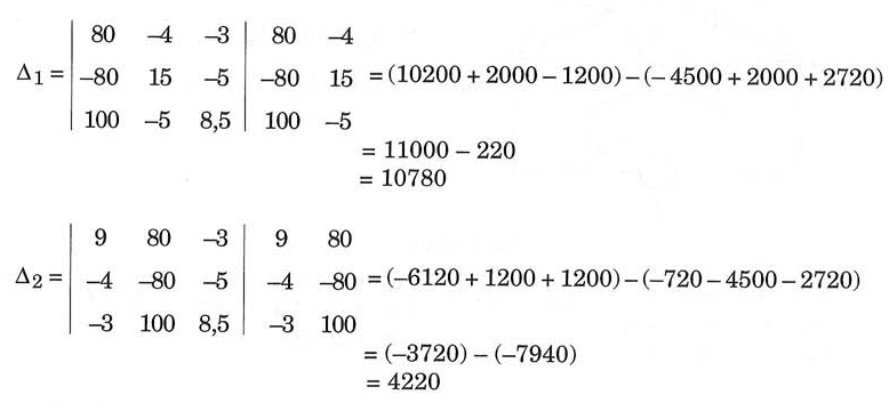 80 –4 –3 80 –4
Δ1 = –80 15 –5 –80 15 = (10200 + 2000 – 1200) – (– 4500 + 2000 + 2720)
100 –5 8,5 100 –5
= 11000 – 220
= 10780
9 80 –3 9 80
Δ2 = –4 –80 –5 –4 –80 = (–6120 + 1200 + 1200) – (–720 – 4500 – 2720)
–3 100 8,5 –3 100
= (–3720) – (–7940)
= 4220